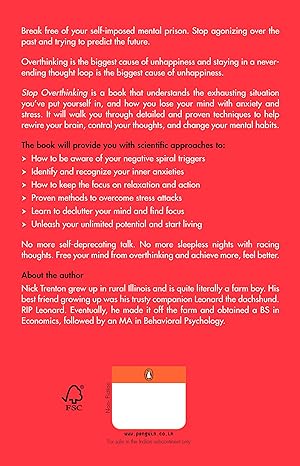 Break free of your self-imposed mental prison. Stop agonizing over the
past and trying to predict the future.
Overthinking is the biggest cause of unhappiness and staying in a never-
ending thought loop is the biggest cause of unhappiness.
Stop Overthinking is a book that understands the exhausting situation
you've put yourself in, and how you lose your mind with anxiety and
stress. It will walk you through detailed and proven techniques to help
rewire your brain, control your thoughts, and change your mental habits.
The book will provide you with scientific approaches to:
➤ How to be aware of your negative spiral triggers
➤ Identify and recognize your inner anxieties
➤ How to keep the focus on relaxation and action
➤ Proven methods to overcome stress attacks
➤ Learn to declutter your mind and find focus
➤ Unleash your unlimited potential and start living
No more self-deprecating talk. No more sleepless nights with racing
thoughts. Free your mind from overthinking and achieve more, feel better.
About the author
Nick Trenton grew up in rural Illinois and is quite literally a farm boy. His
best friend growing up was his trusty companion Leonard the dachshund.
RIP Leonard. Eventually, he made it off the farm and obtained a BS in
Economics, followed by an MA in Behavioral Psychology.
FSC
Non-Fiction
www.penguin.co.in
For sale in the Indian subcontinent only